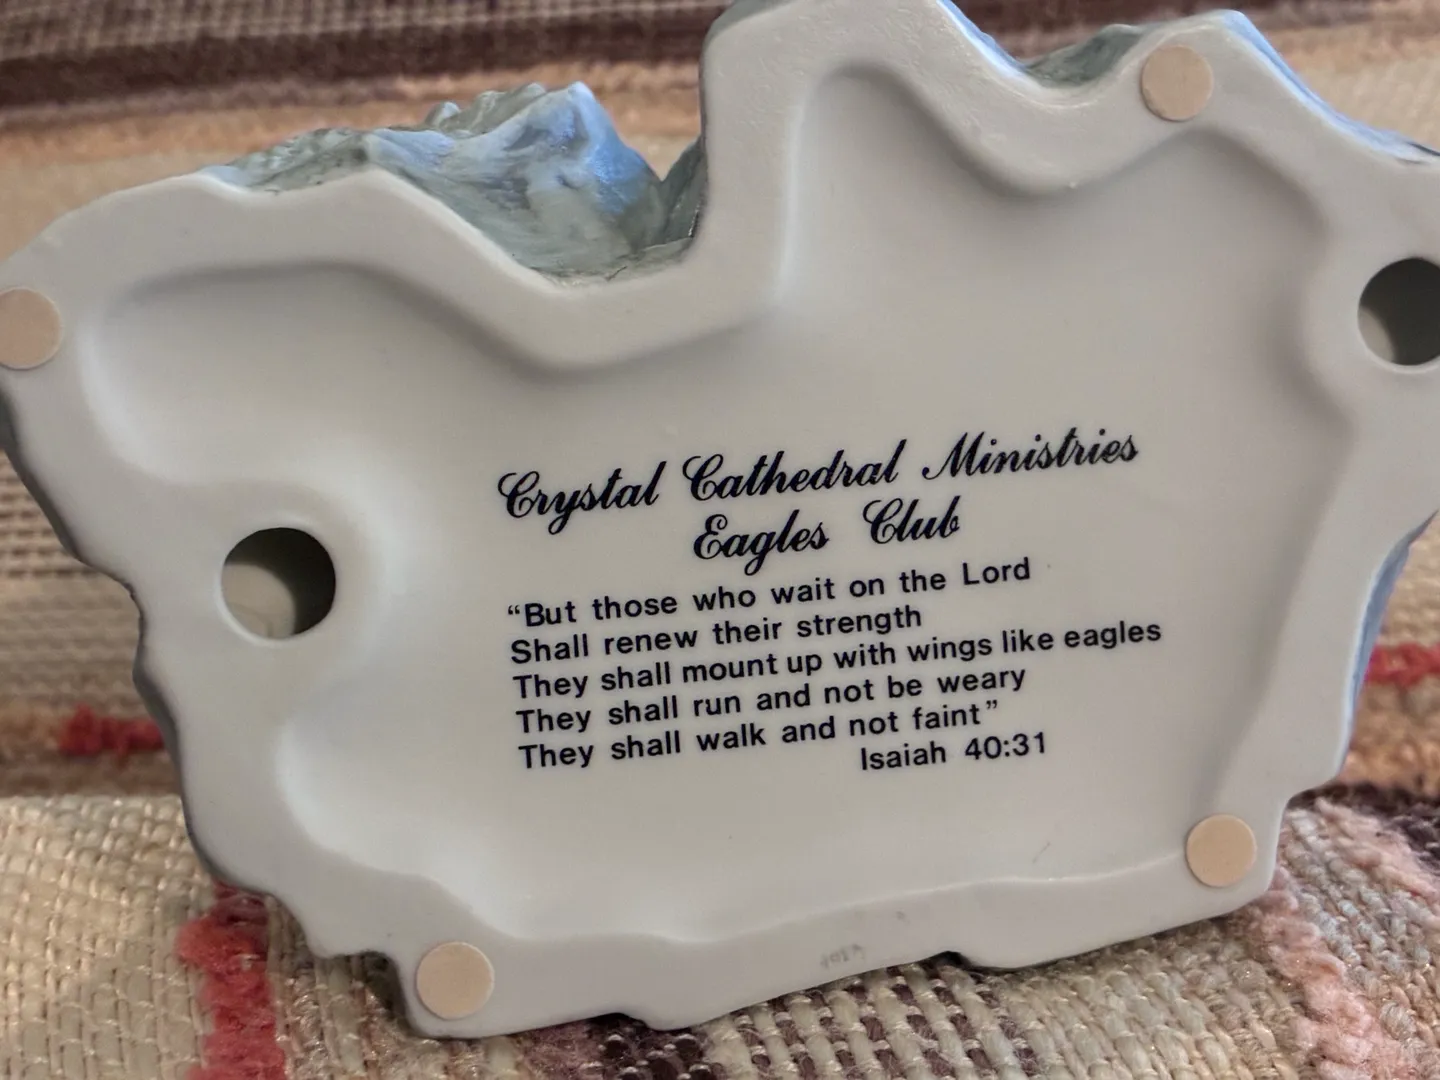 Crystal Cathedral Ministries
Eagles Club
“But those who wait on the Lord
Shall renew their strength
They shall mount up with wings like eagles
They shall run and not be weary
They shall walk and not faint”
Isaiah 40:31